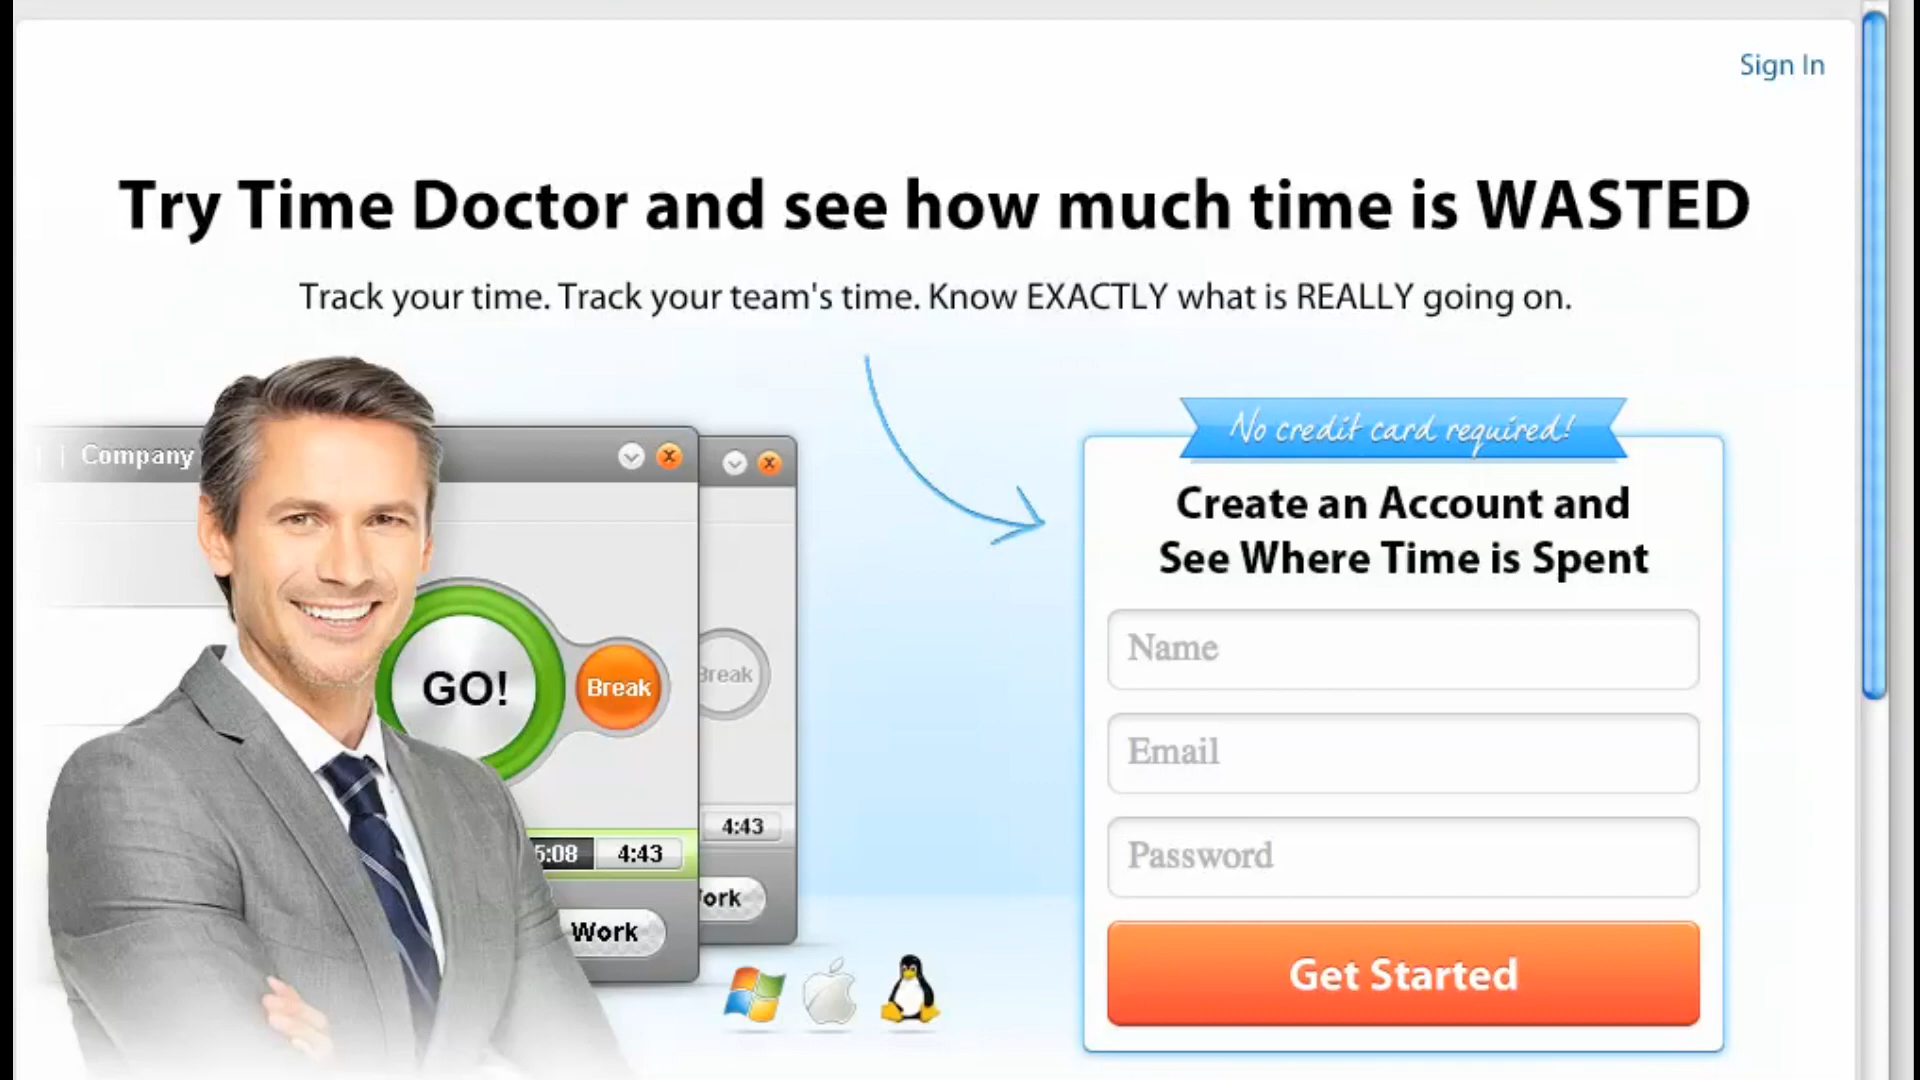 Sign In
Try Time Doctor and see how much time is WASTED
Track your time. Track your team's time. Know EXACTLY what is REALLY going on.
No credit card required!
Company
Create an Account and
See Where Time is Spent
Name
GO!
Break
Break
Email
4:43
5:08
4:43
Password
ork
Work
Get Started